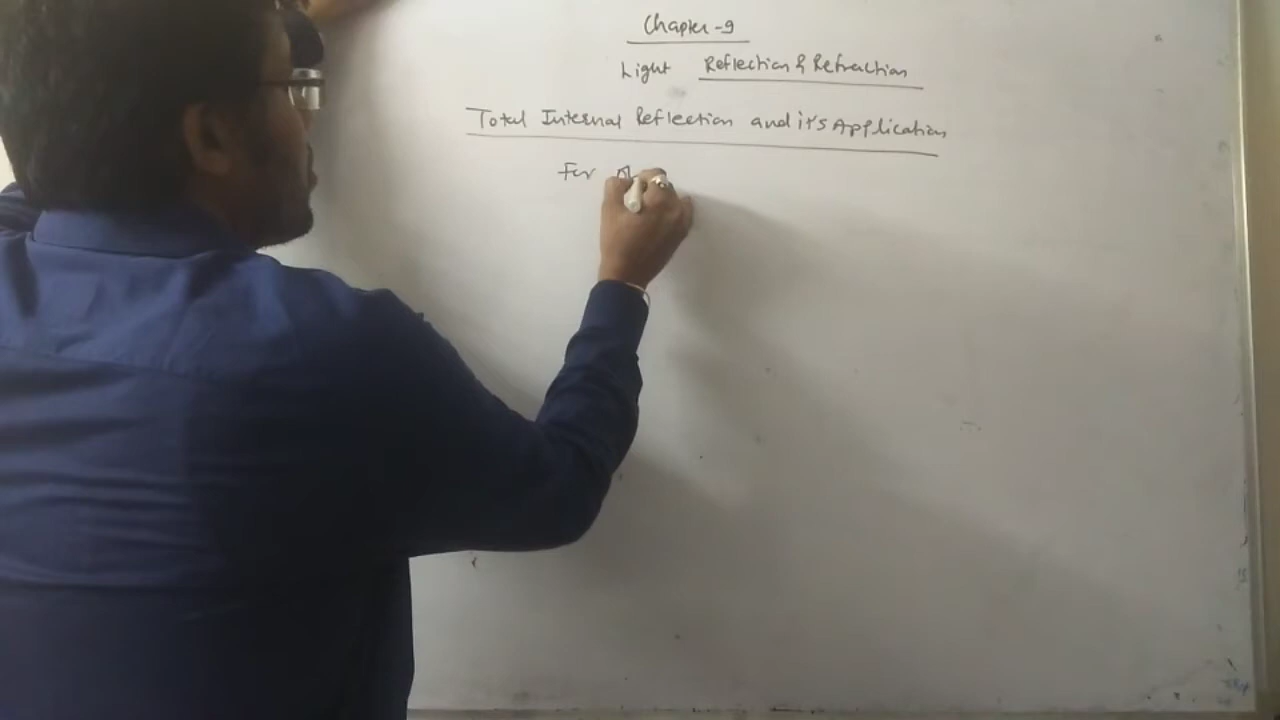 Chapter-9
Light Reflection & Refraction
Total Internal Reflection and it's Application
For